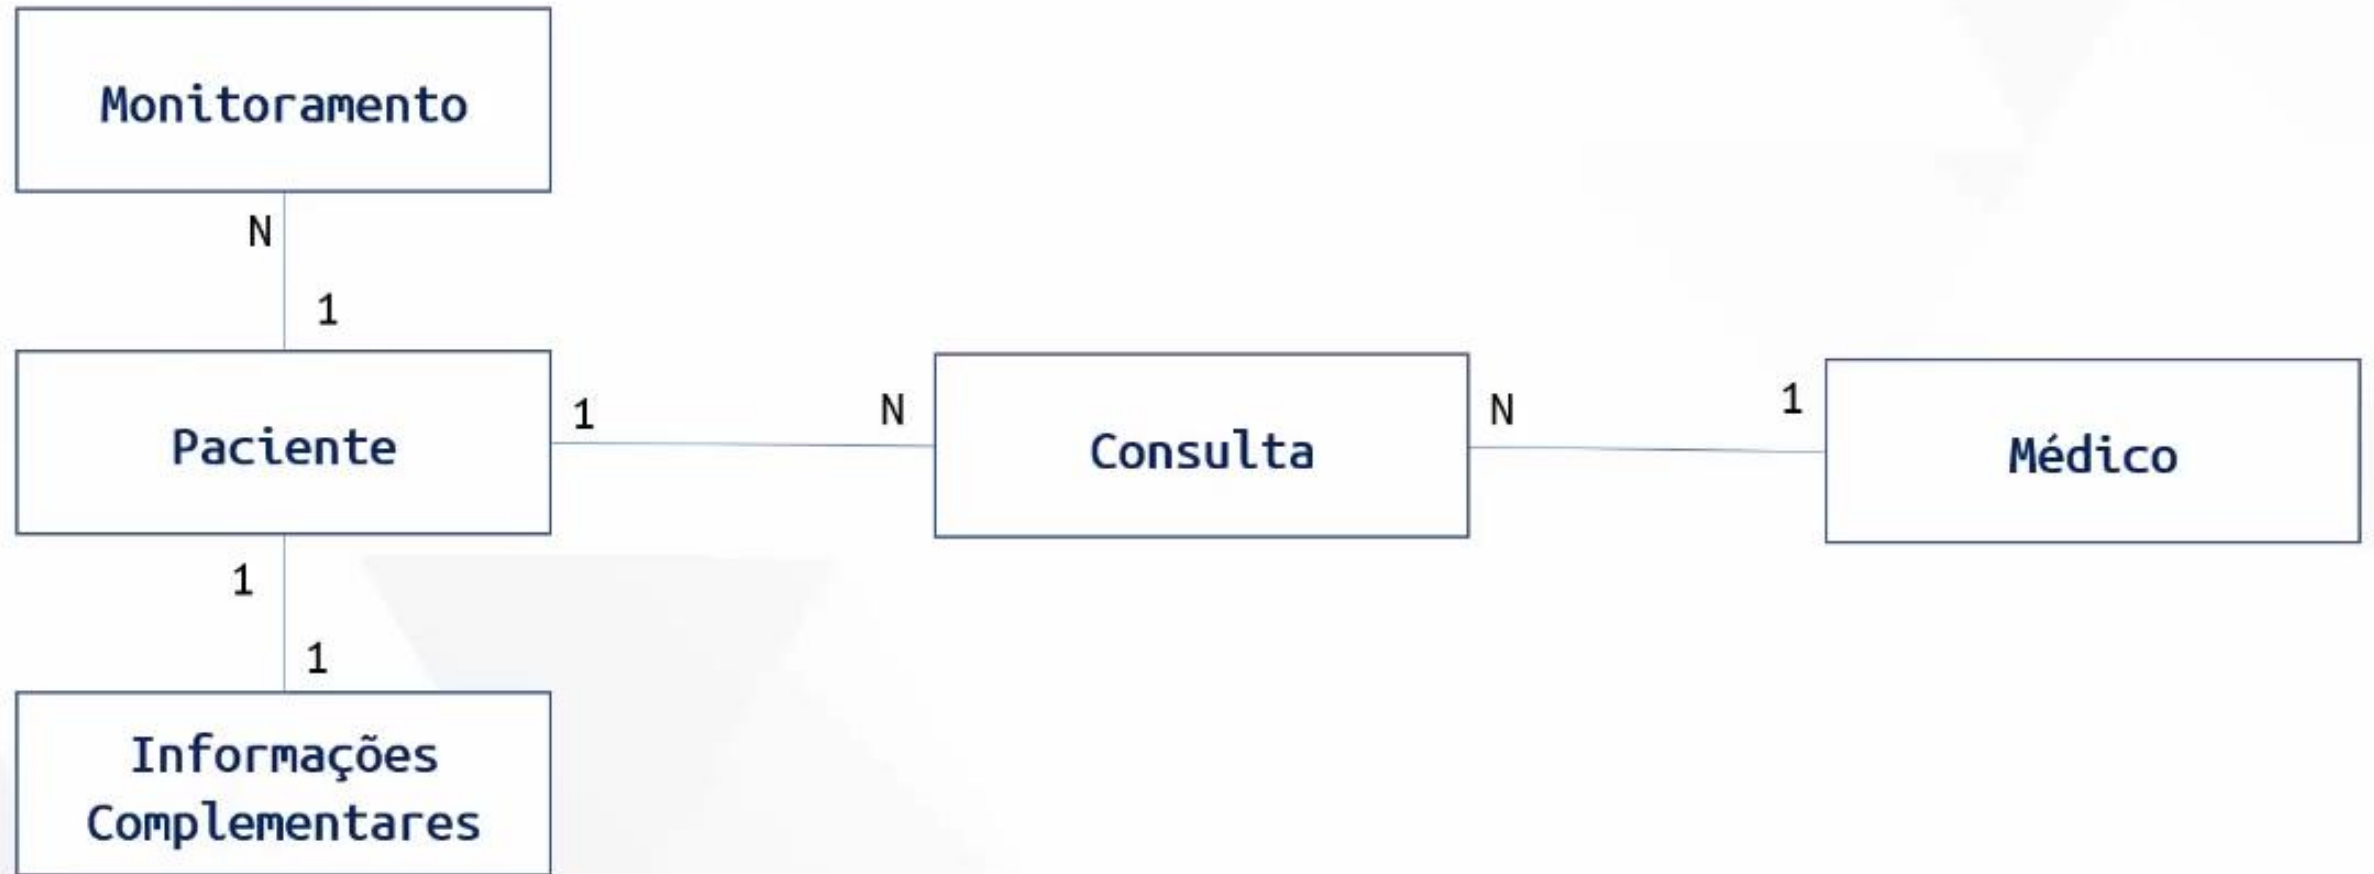 Monitoramento
N
1
Paciente
1
N
Consulta
N
1
Médico
1
1
Informações
Complementares